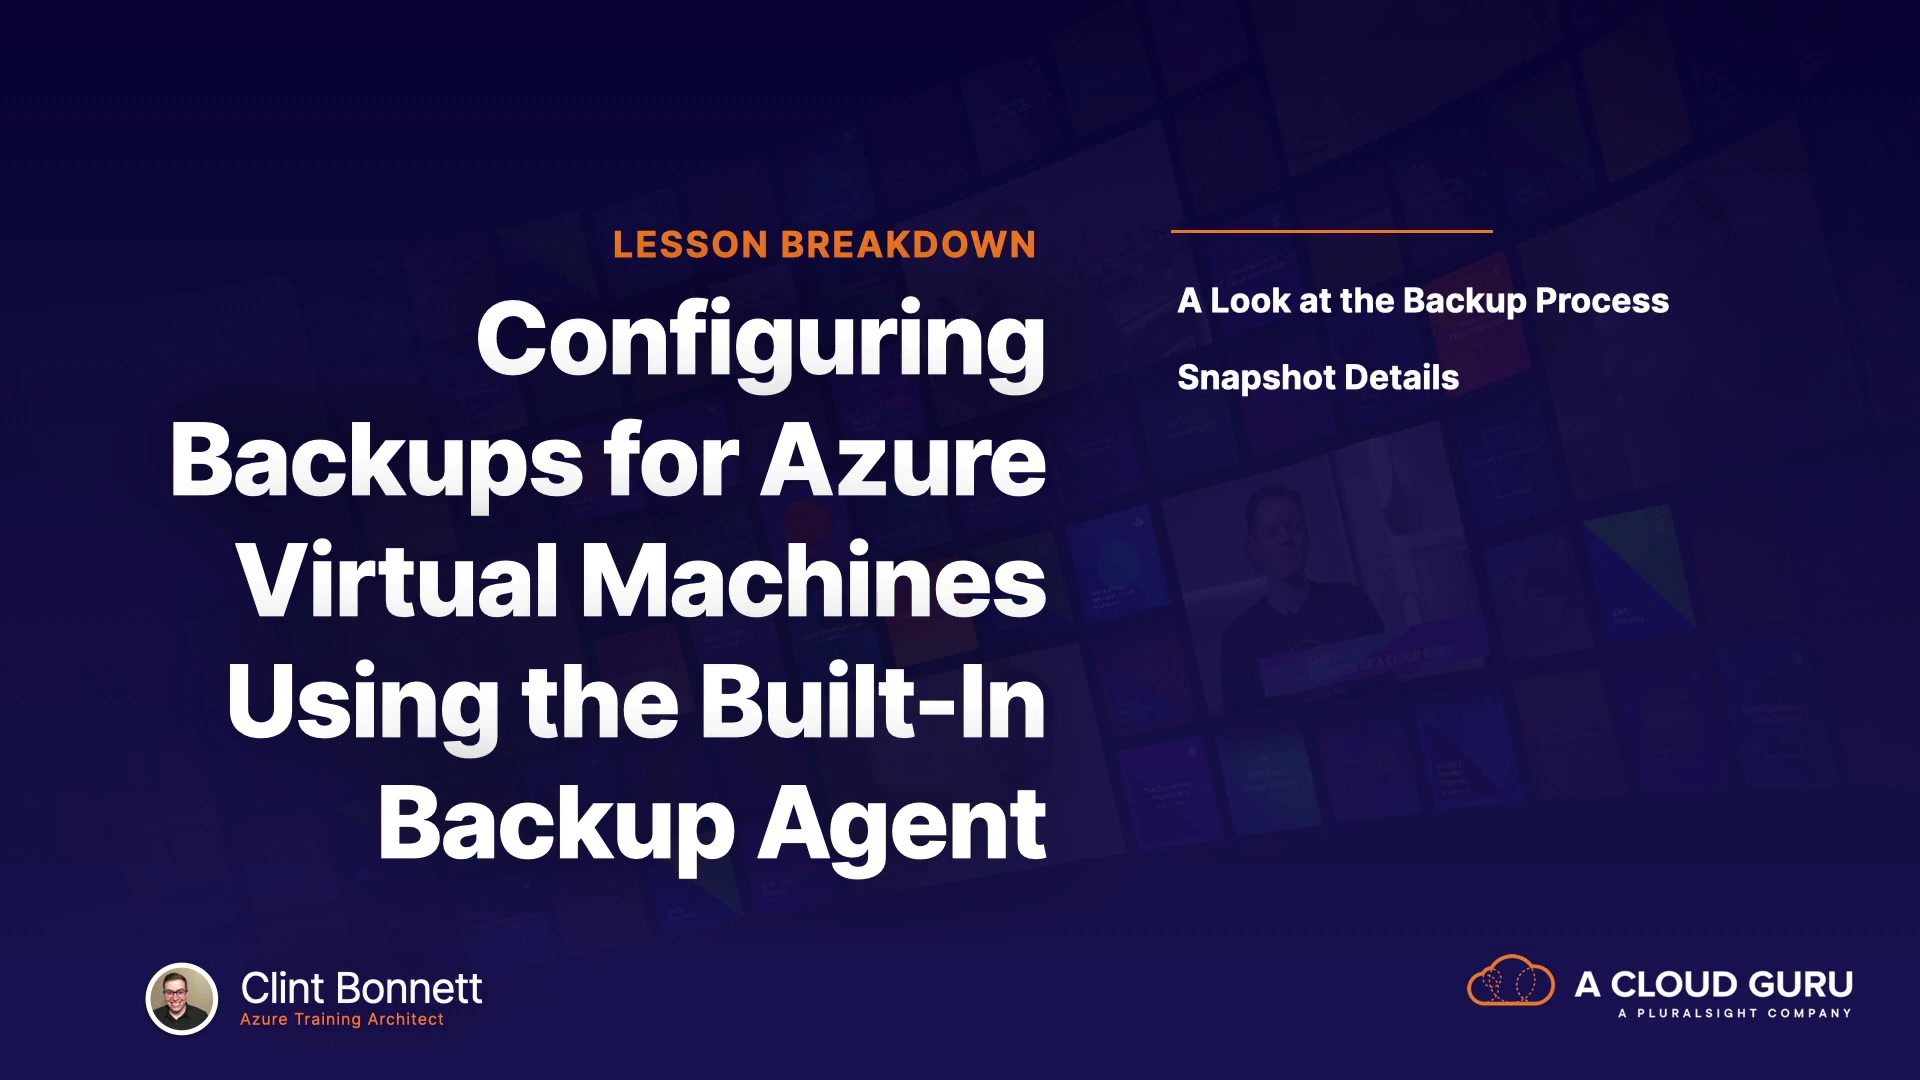 LESSON BREAKDOWN
Configuring
Backups for Azure
Virtual Machines
Using the Built-In
Backup Agent
A Look at the Backup Process
Snapshot Details
Clint Bonnett
Azure Training Architect
A CLOUD GURU
A PLURALSIGHT COMPANY